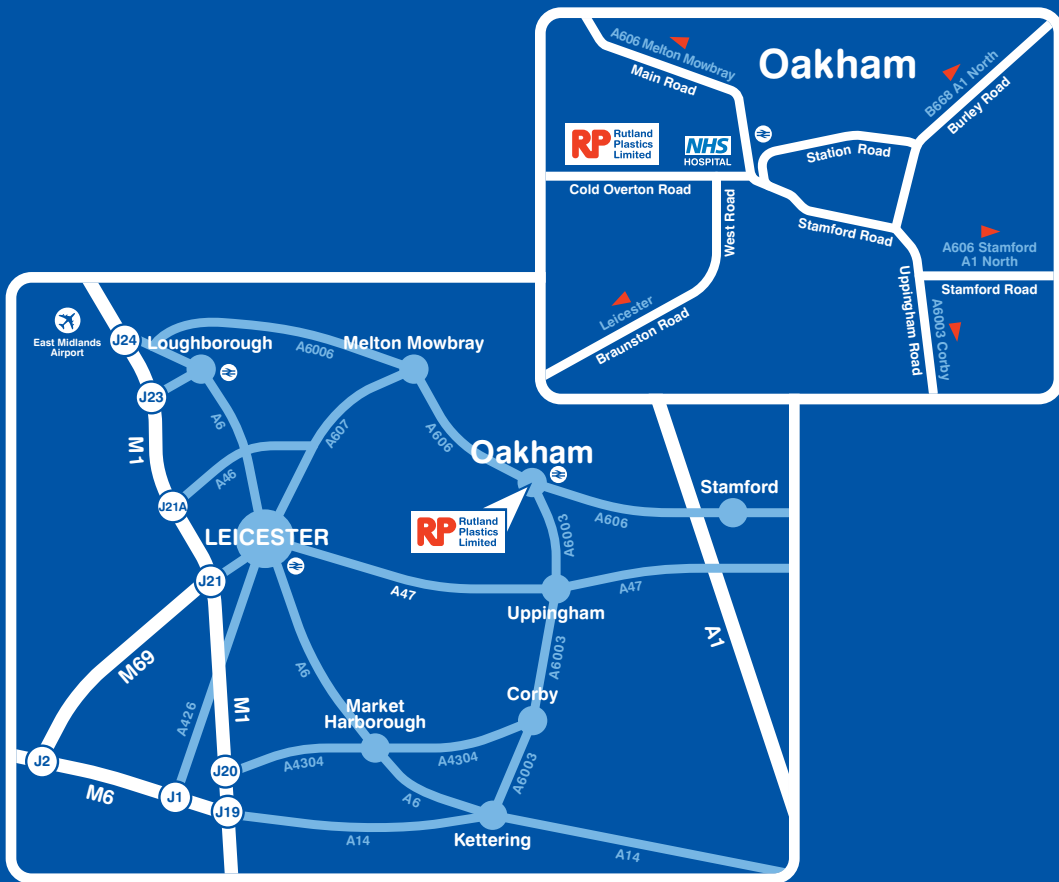 A606 Melton Mowbray
Main Road
Oakham
B668 A1 North
Burley Road
RP Rutland
Plastics
Limited
NHS
HOSPITAL
Station Road
Cold Overton Road
West Road
Stamford Road
A606 Stamford
A1 North
Stamford Road
Uppingham Road
A6003 Corby
Leicester
Braunston Road
East Midlands
Airport
J24
Loughborough
A6006
Melton Mowbray
J23
A6
A607
A606
M1
Oakham
A46
J21A
Stamford
A606
RP Rutland
Plastics
Limited
A6003
LEICESTER
J21
A47
A47
Uppingham
A1
M69
A6
A6003
Corby
M1
A426
Market
Harborough
J2
J20
A4304
A4304
A6003
M6
J1
J19
A6
A14
Kettering
A14